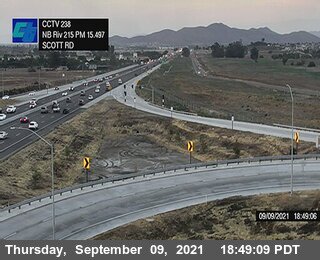 CCTV 238
NB Riv 215 PM 15.497
SCOTT RD
09/09/2021 18:49:06
Thursday, September 09, 2021 18:49:09 PDT